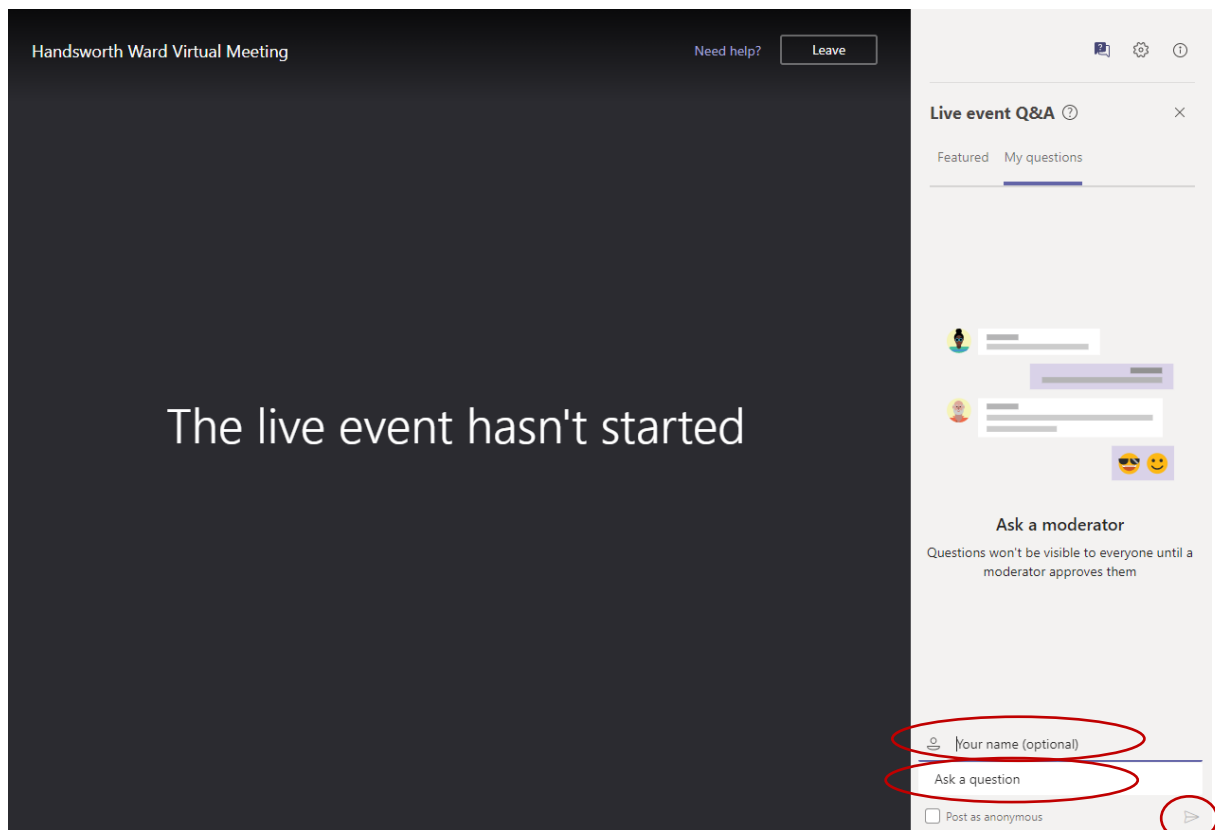 Handsworth Ward Virtual Meeting
Need help?
Leave
The live event hasn't started
Live event Q&A
Featured My questions
Ask a moderator
Questions won't be visible to everyone until a
moderator approves them
Your name (optional)
Ask a question
Post as anonymous